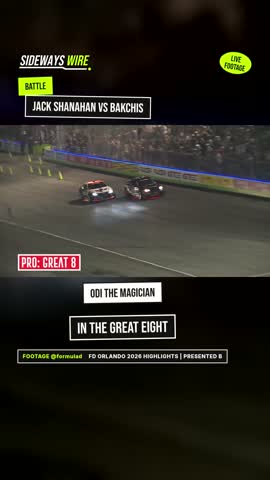 SIDEWAYS WIRE.
LIVE
FOOTAGE
BATTLE
JACK SHANAHAN VS BAKCHIS
PRO: GREAT 8
ODI THE MAGICIAN
IN THE GREAT EIGHT
FOOTAGE @formulad FD ORLANDO 2026 HIGHLIGHTS | PRESENTED B